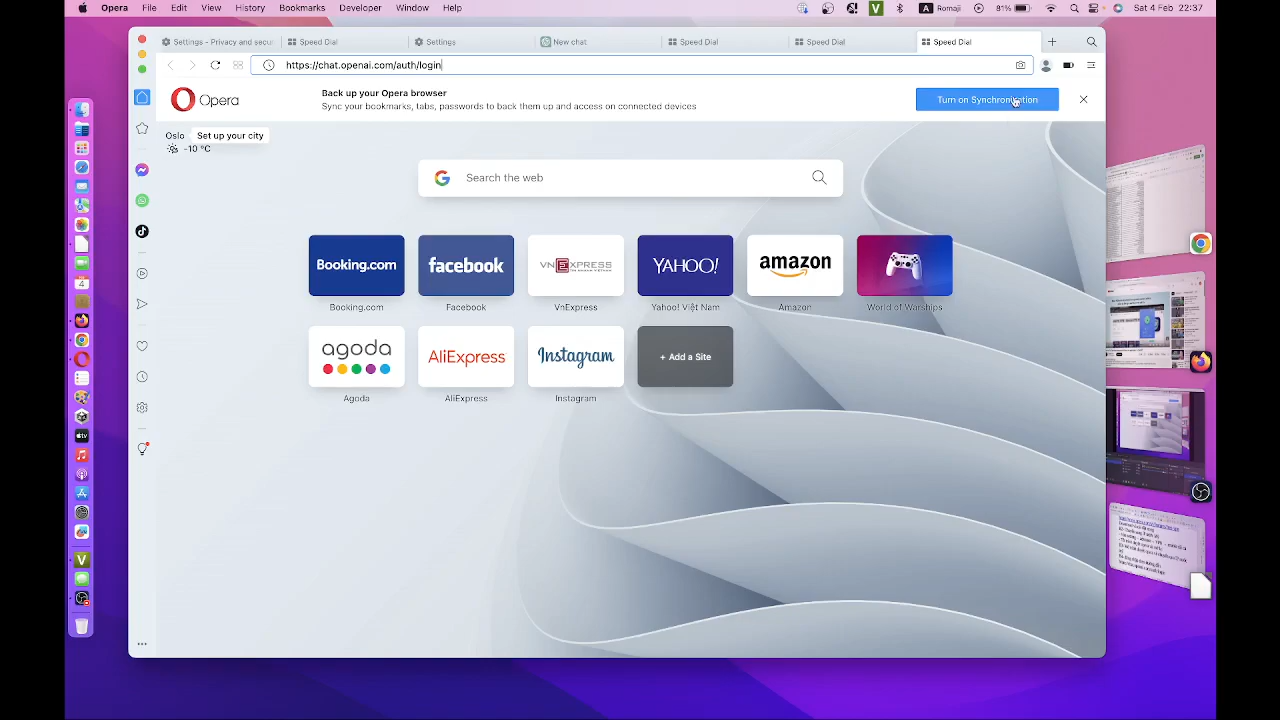 Opera File Edit View History Bookmarks Developer Window Help
V A Romaji 81% Sat 4 Feb 22:37
Settings - Privacy and secur
Speed Dial
Settings
New chat
Speed Dial
Speed Dial
Speed Dial
https://chat.openai.com/auth/login
Opera
Back up your Opera browser
Sync your bookmarks, tabs, passwords to back them up and access on connected devices
Turn on Synchronisation
Oslo
Set up your city
-10 °C
Search the web
Booking.com
facebook
VNEXPRESS
YAHOO!
amazon
Booking.com
VnExpress
Yahoo Việt Nam
Amazon
World of Warships
agoda
AliExpress
Instagram
+ Add a Site
Agoda
AliExpress
Instagram